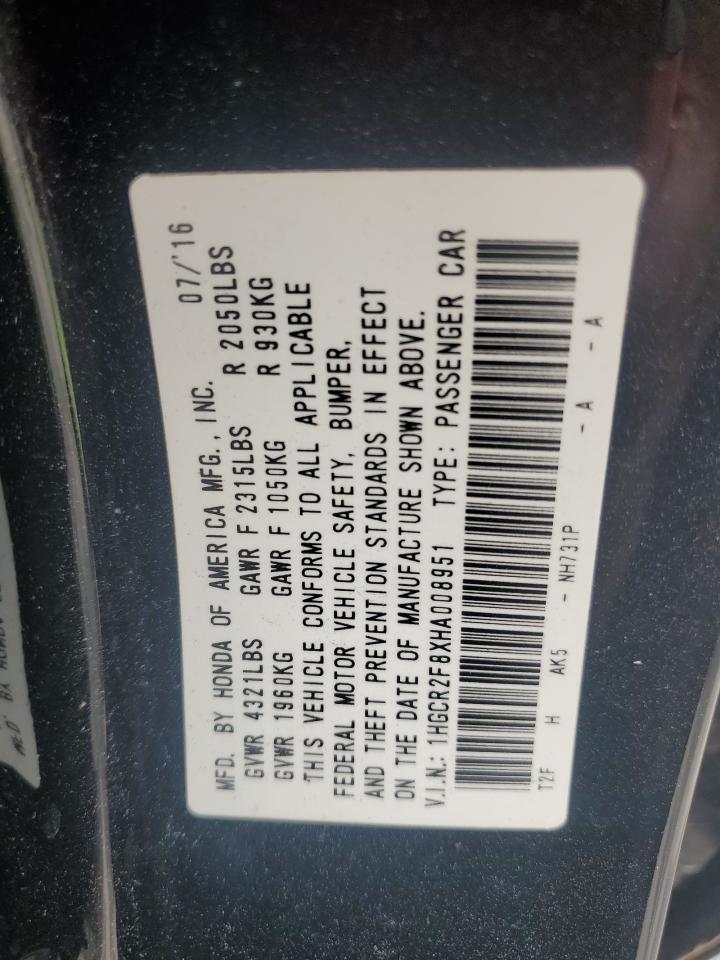 MFD. BY HONDA OF AMERICA MFG., INC. 07/'16
GVWR 4321LBS GAWR F 2315LBS R 2050LBS
GVWR 1960KG GAWR F 1050KG R 930KG
THIS VEHICLE CONFORMS TO ALL APPLICABLE
FEDERAL MOTOR VEHICLE SAFETY, BUMPER,
AND THEFT PREVENTION STANDARDS IN EFFECT
ON THE DATE OF MANUFACTURE SHOWN ABOVE.
V.I.N.: 1HGCR2F8XHA008951 TYPE: PASSENGER CAR
T2F H AK5 - NH731P - A - A